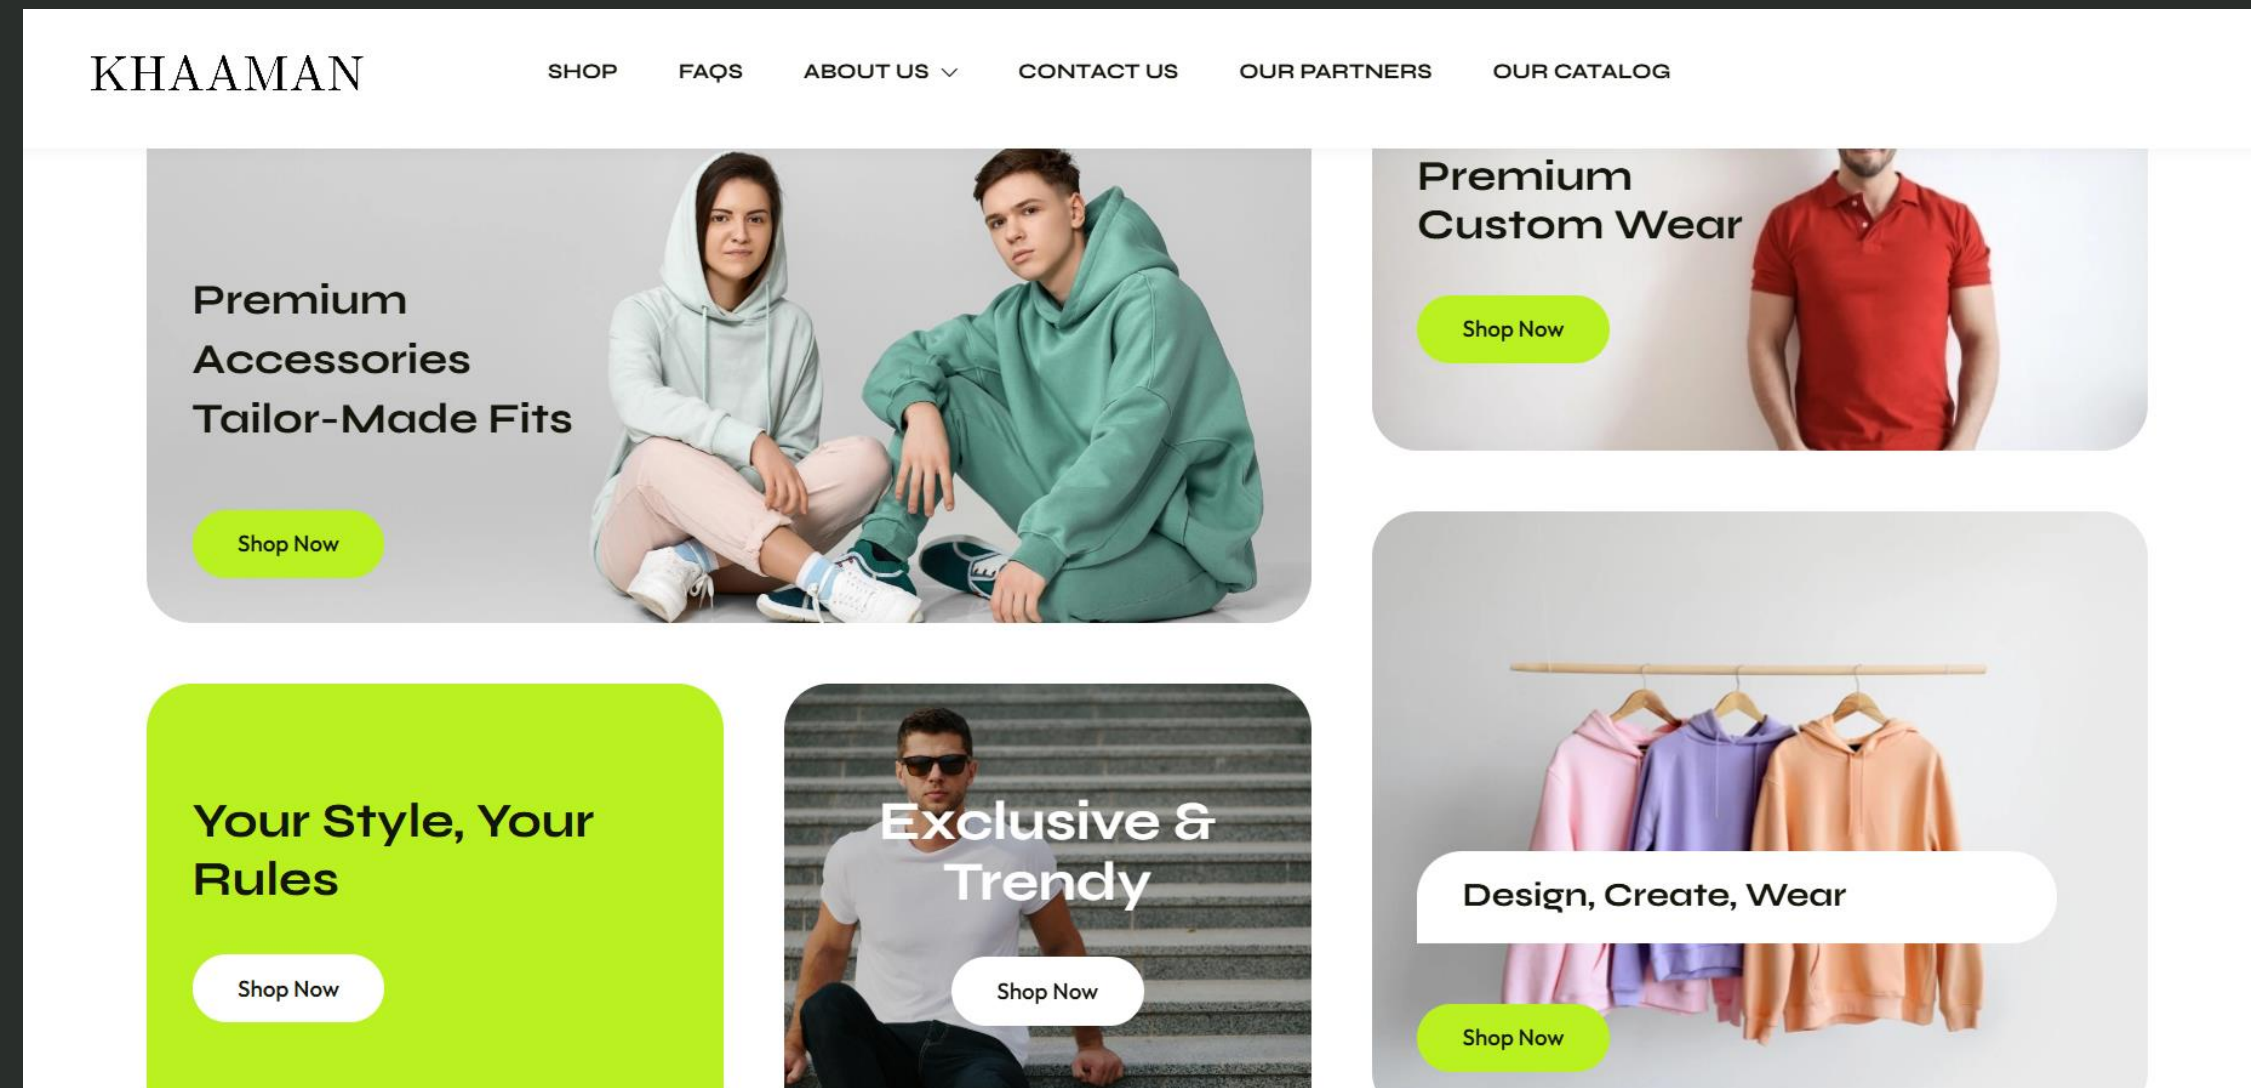 KHAAMAN
SHOP
FAQS
ABOUT US
CONTACT US
OUR PARTNERS
OUR CATALOG
Premium
Accessories
Tailor-Made Fits
Shop Now
Premium
Custom Wear
Shop Now
Your Style, Your
Rules
Shop Now
Exclusive &
Trendy
Shop Now
Design, Create, Wear
Shop Now